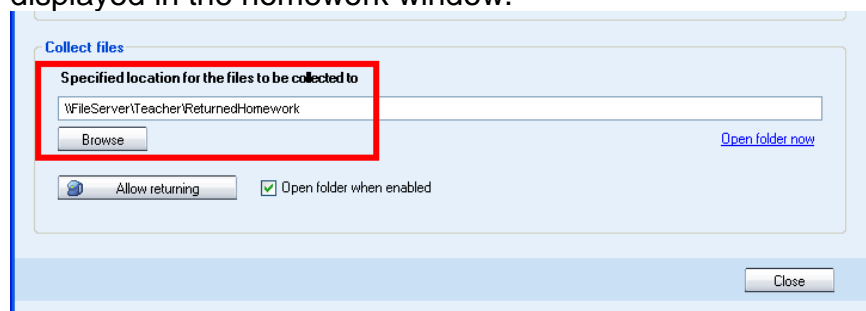 displayed in the homework window.
Collect files
Specified location for the files to be collected to
\\FileServer\Teacher\ReturnedHomework
Browse
Open folder now
Allow returning
Open folder when enabled
Close